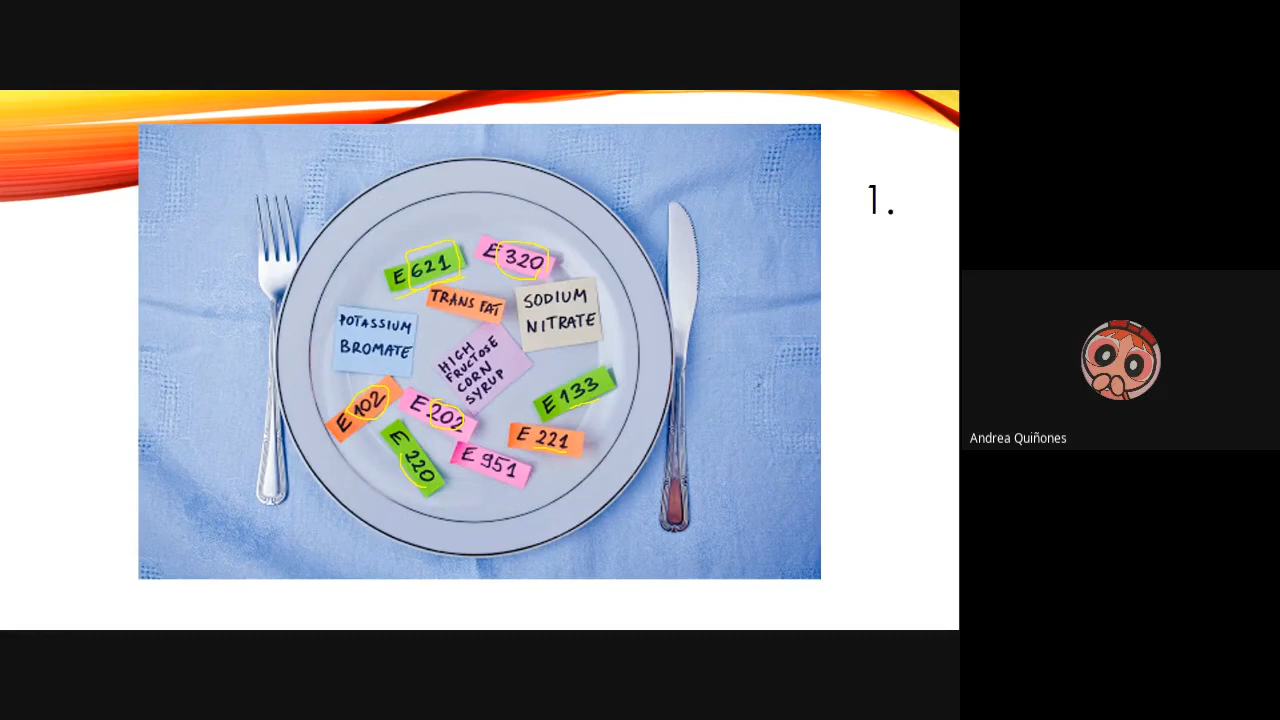 1.
E 621
E 320
TRANS FAT
SODIUM
NITRATE
POTASSIUM
BROMATE
HIGH
FRUCTOSE
CORN
SYRUP
E 133
E 102
E 202
E 221
E 220
E 951
Andrea Quiñones